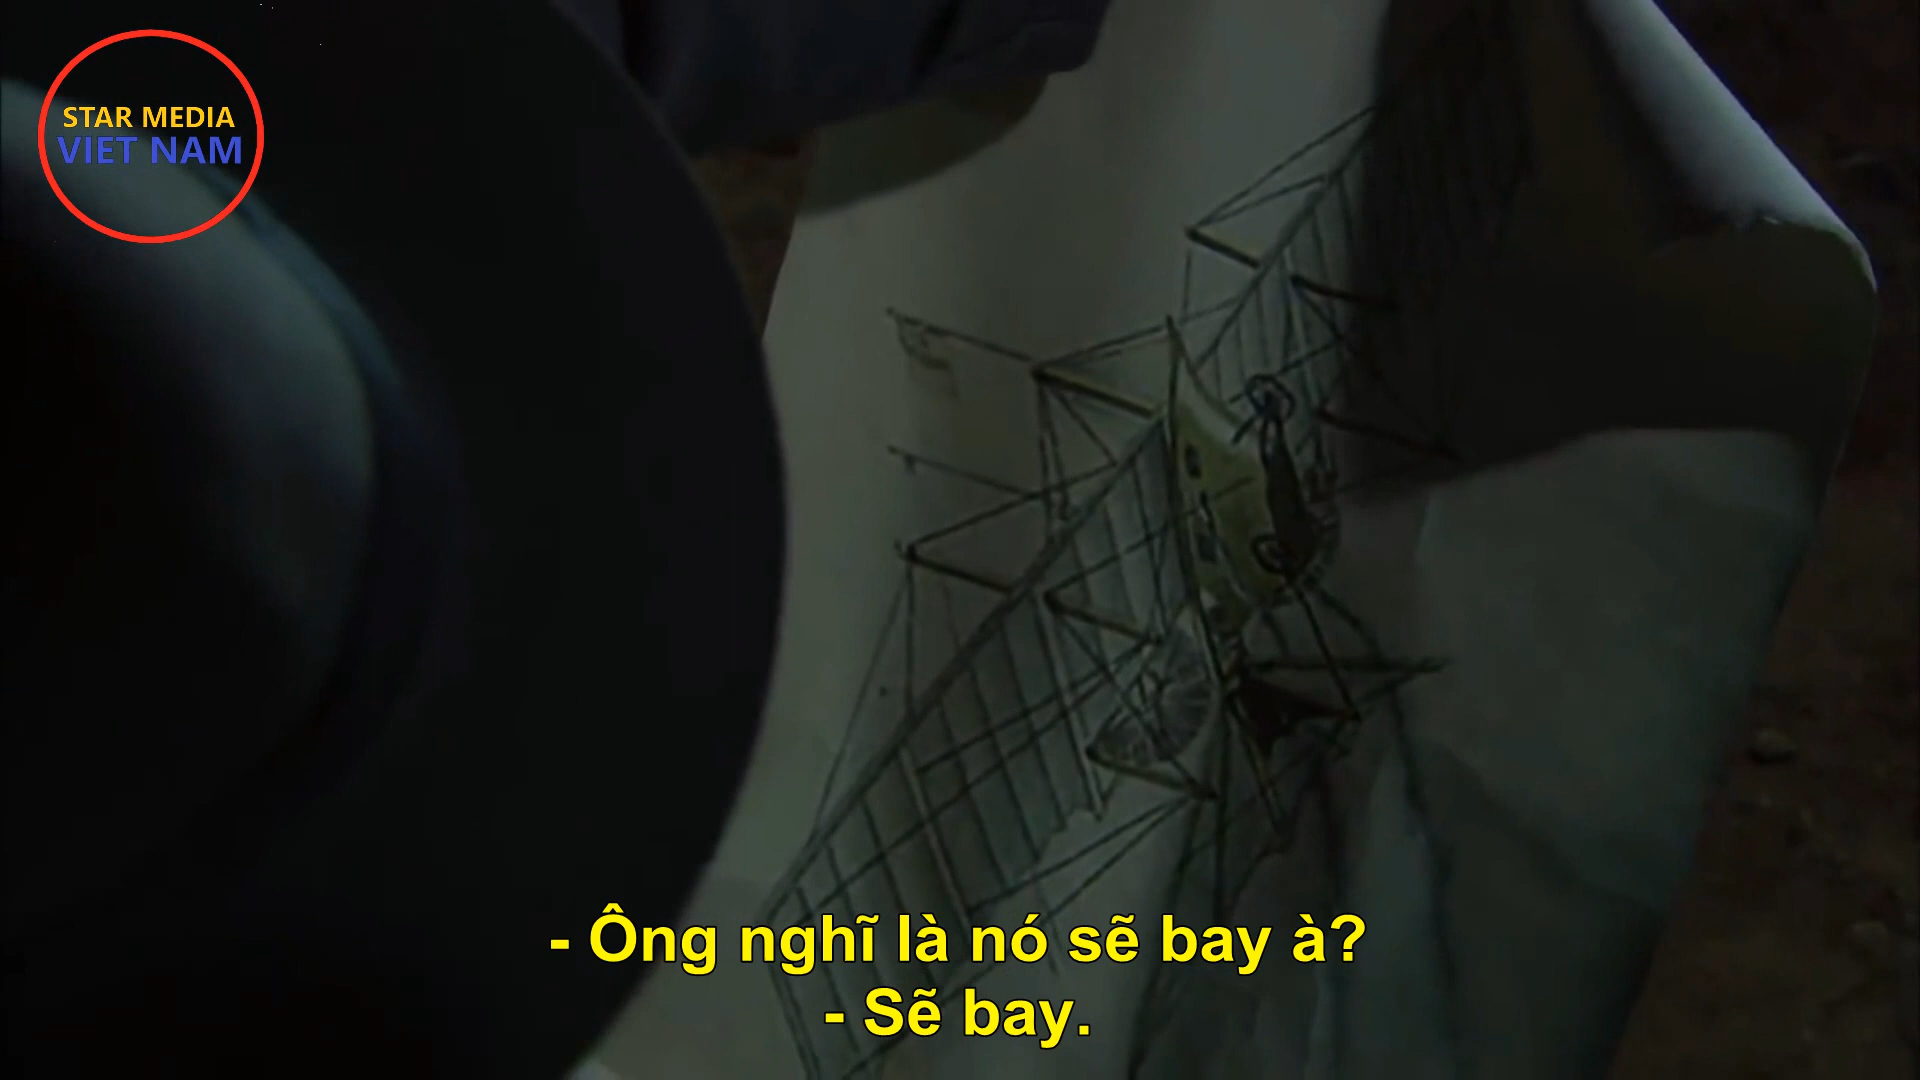 STAR MEDIA
VIET NAM
- Ông nghĩ là nó sẽ bay à?
- Sẽ bay.